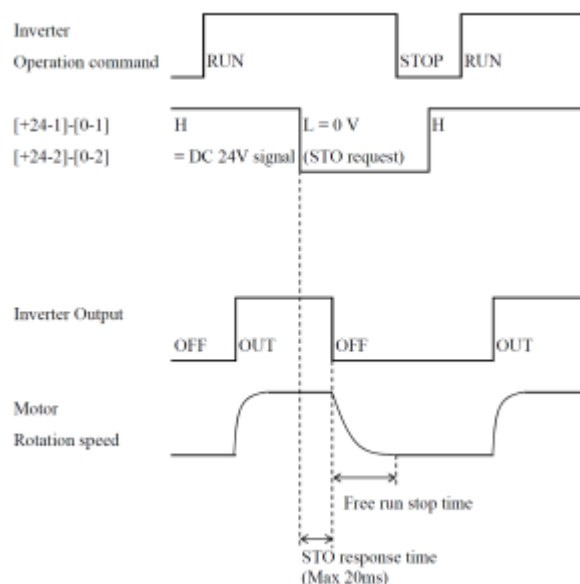 Inverter
Operation command
RUN
STOP
RUN
[+24-1]-[0-1]
H
L = 0 V
H
[+24-2]-[0-2]
= DC 24V signal
(STO request)
Inverter Output
OFF
OUT
OFF
OUT
Motor
Rotation speed
Free run stop time
STO response time
(Max 20ms)